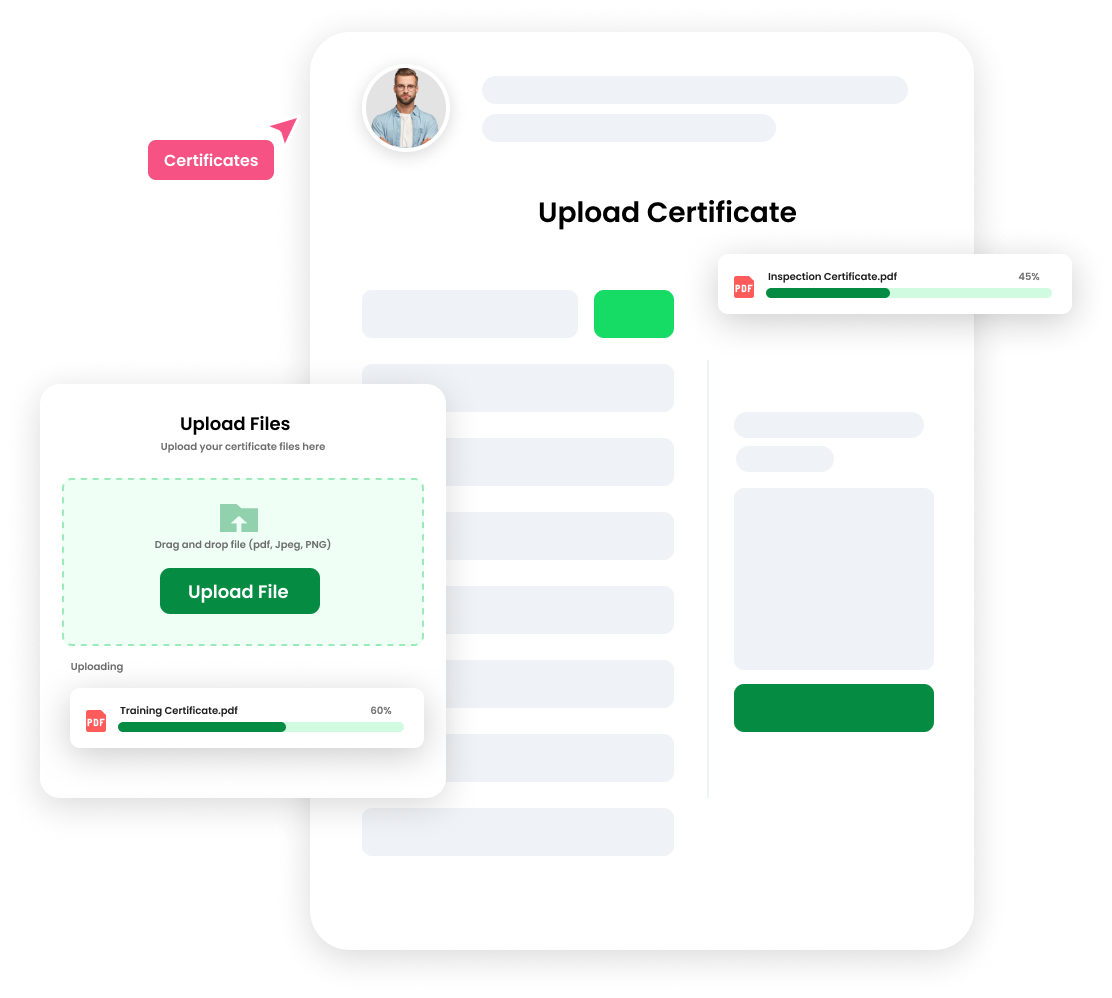 Certificates
Upload Certificate
PDF
Inspection Certificate.pdf
45%
Upload Files
Upload your certificate files here
Drag and drop file (pdf, Jpeg, PNG)
Upload File
Uploading
PDF
Training Certificate.pdf
60%